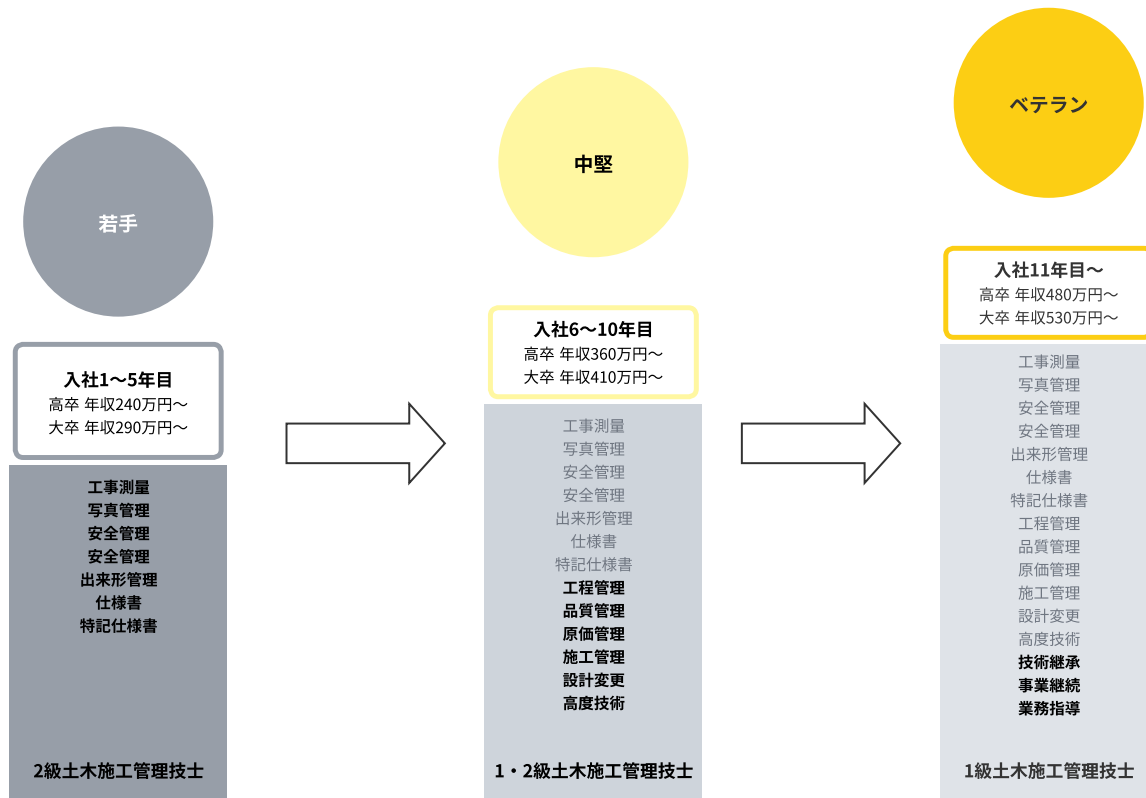 若手
入社1〜5年目
高卒 年収240万円〜
大卒 年収290万円〜
工事測量
写真管理
安全管理
安全管理
出来形管理
仕様書
特記仕様書
2級土木施工管理技士
中堅
入社6〜10年目
高卒 年収360万円〜
大卒 年収410万円〜
工事測量
写真管理
安全管理
安全管理
出来形管理
仕様書
特記仕様書
工程管理
品質管理
原価管理
施工管理
設計変更
高度技術
1・2級土木施工管理技士
ベテラン
入社11年目〜
高卒 年収480万円〜
大卒 年収530万円〜
工事測量
写真管理
安全管理
安全管理
出来形管理
仕様書
特記仕様書
工程管理
品質管理
原価管理
施工管理
設計変更
高度技術
技術継承
事業継続
業務指導
1級土木施工管理技士